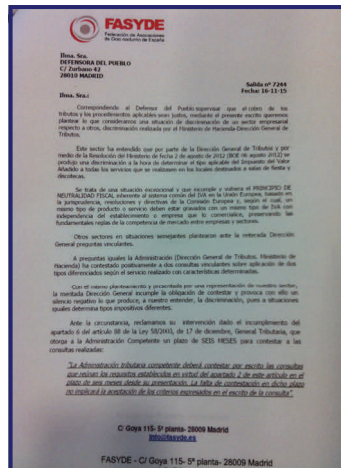 FASYDE
Federación de Asociaciones
de Ocio nocturno de España
Ilma. Sra.
DEFENSORA DEL PUEBLO
C/ Zurbano 42
28010 MADRID
Salida nº 7244
Fecha: 16-11-15
Ilma. Sra.:
Correspondiendo al Defensor del Pueblo supervisar que el cobro de los
tributos y los procedimientos aplicables sean justos, mediante el presente escrito queremos
plantear lo que consideramos una situación de discriminación de un sector empresarial
respecto a otros, discriminación realizada por el Ministerio de Hacienda-Dirección General de
Tributos.
Este sector ha entendido que por parte de la Dirección General de Tributos y por
medio de la Resolución del Ministerio de fecha 2 de agosto de 2012 (BOE 06 agosto 2012) se
produjo una discriminación a la hora de determinar el tipo aplicable del Impuesto del Valor
Añadido a todas los servicios que se realizasen en los locales destinados a salas de fiesta y
discotecas.
Se trata de una situación excepcional y que incumple y vulnera el PRINCIPIO DE
NEUTRALIDAD FISCAL, inherente al sistema común del IVA en la Unión Europea, basado en
la jurisprudencia, resoluciones y directivas de la Comisión Europea y, según el cual, un
mismo tipo de producto o servicio deben estar gravados con un mismo tipo de IVA con
independencia del establecimiento o empresa que lo comercialice, preservando las
fundamentales reglas de la competencia de mercado entre empresas y sectores.
Otros sectores en situaciones semejantes plantearon ante la reiterada Dirección
General preguntas vinculantes.
A preguntas iguales la Administración (Dirección General de Tributos. Ministerio de
Hacienda) ha contestado positivamente a dos consultas vinculantes sobre aplicación de dos
tipos diferenciados según el servicio realizado con características determinadas.
Con el mismo planteamiento y presentada por una representación de nuestro sector,
la meritada Dirección General incumple la obligación de contestar y provoca con ello un
silencio negativo lo que produce, a nuestro entender, la discriminación, pues a situaciones
iguales determina tipos impositivos diferentes.
Ante la circunstancia, reclamamos su intervención dado el incumplimiento del
apartado 6 del artículo 88 de la Ley 58/2003, de 17 de diciembre, General Tributaria, que
otorga a la Administración Competente un plazo de SEIS MESES para contestar a las
consultas realizadas:
"La Administración tributaria competente deberá contestar por escrito las consultas
que reúnan los requisitos establecidos en virtud del apartado 2 de este artículo en el
plazo de seis meses desde su presentación. La falta de contestación en dicho plazo
no implicará la aceptación de los criterios expresados en el escrito de la consulta".
C/ Goya 115- 5ª planta- 28009 Madrid
info@fasyde.es
FASYDE - C/ Goya 115- 5ª planta- 28009 Madrid